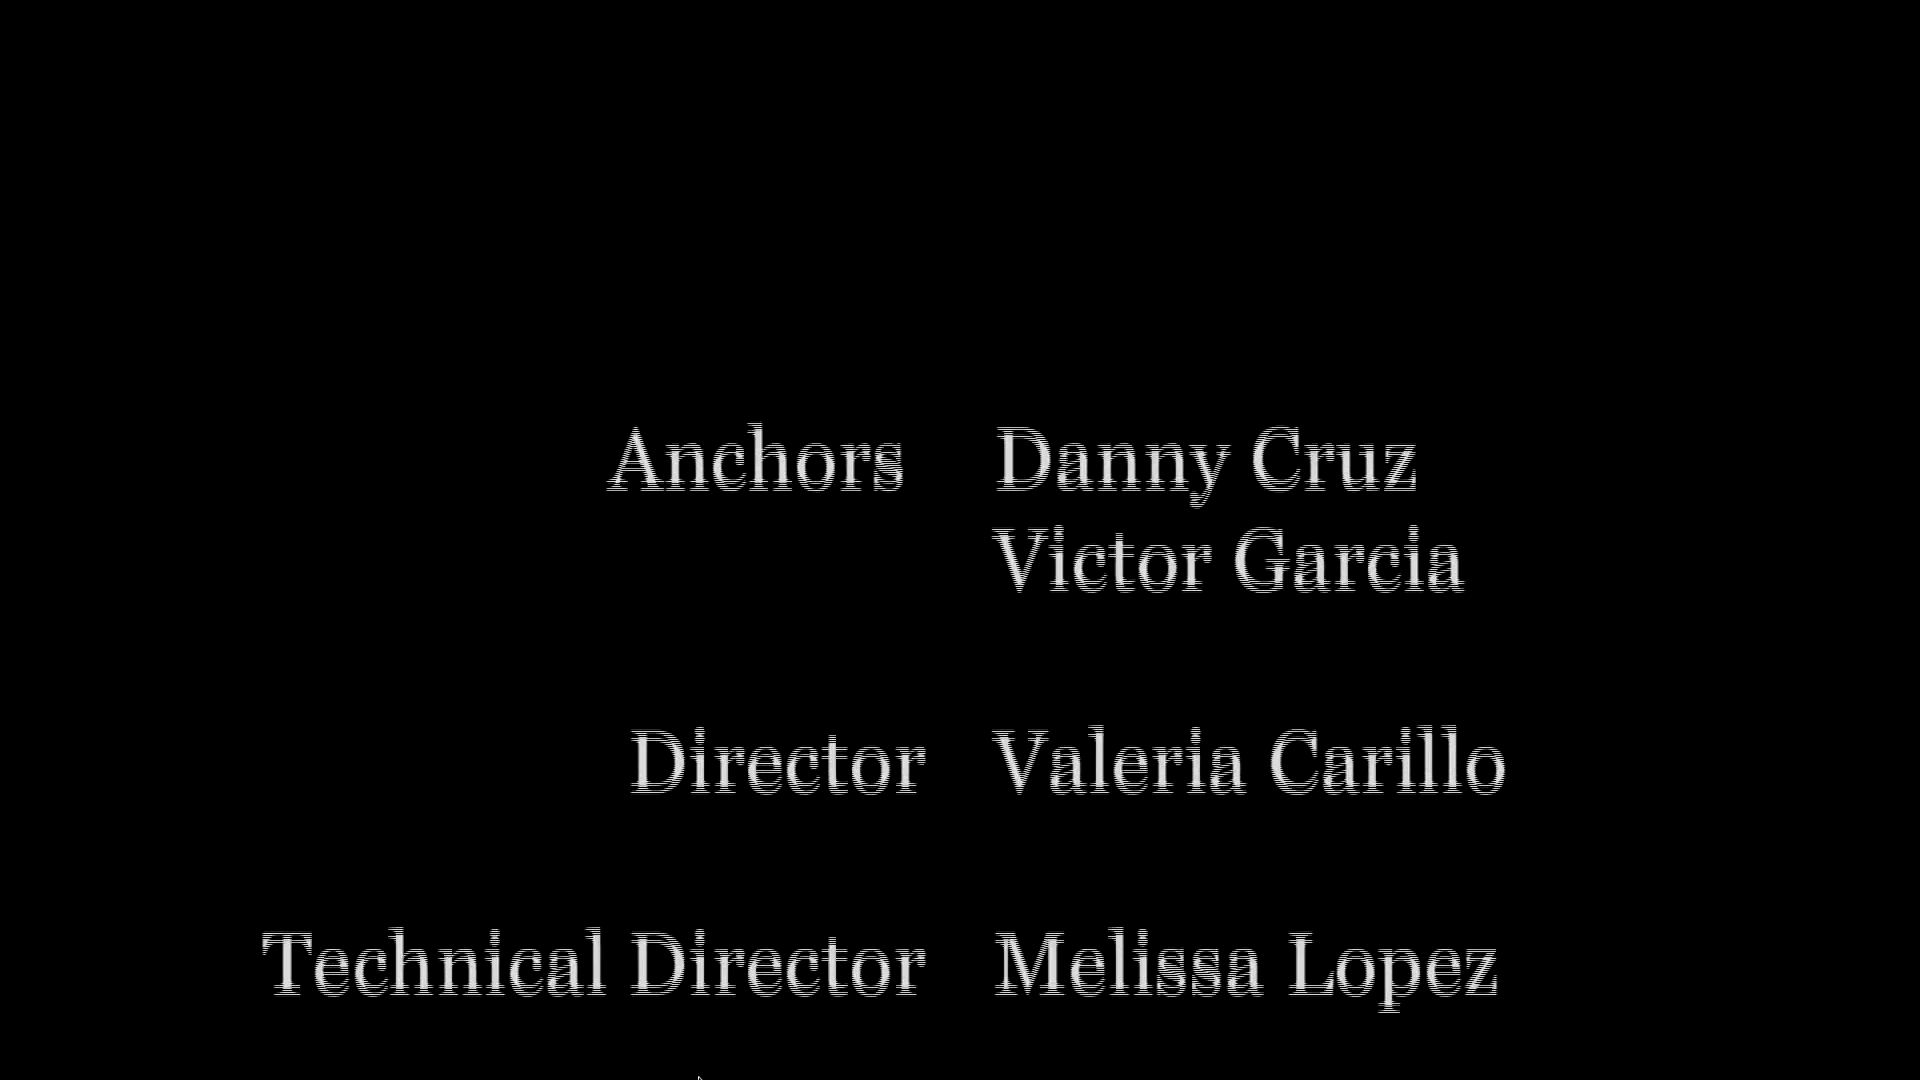 Anchors Danny Cruz
Victor Garcia
Director Valeria Carillo
Technical Director Melissa Lopez